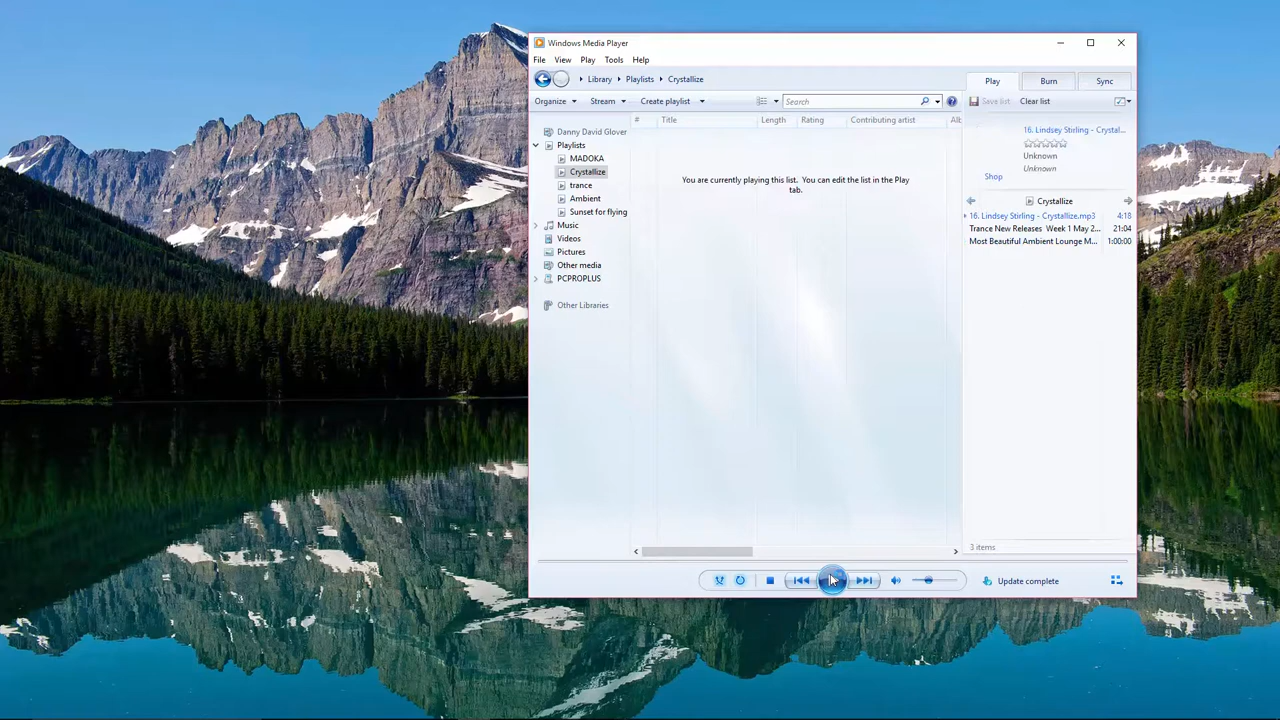 Windows Media Player
File View Play Tools Help
Library Playlists Crystallize
Play Burn Sync
Organize Stream Create playlist
Search
Save list Clear list
# Title Length Rating Contributing artist Alb
Danny David Glover
Playlists
MADOKA
Crystallize
trance
Ambient
Sunset for flying
Music
Videos
Pictures
Other media
PCPROPLUS
Other Libraries
You are currently playing this list. You can edit the list in the Play
tab.
16. Lindsey Stirling - Crystal...
Unknown
Unknown
Shop
Crystallize
16. Lindsey Stirling - Crystallize.mp3 4:18
Trance New Releases Week 1 May 2... 21:04
Most Beautiful Ambient Lounge M... 1:00:00
3 items
Update complete